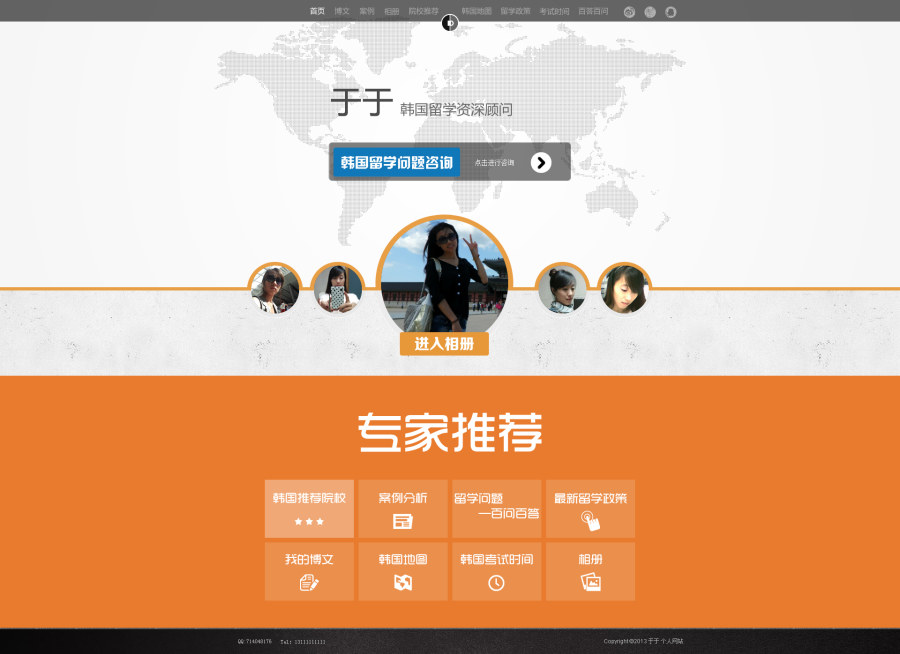 首页 博文 案例 相册 院校推荐 韩国地图 留学政策 考试时间 百答百问
于于 韩国留学资深顾问
韩国留学问题咨询 点击进行咨询
进入相册
专家推荐
韩国推荐院校 案例分析 留学问题 最新留学政策
一百问百答
我的博文 韩国地图 韩国考试时间 相册
QQ:714040176 Tel: 13111111111 Copyright©2013 于于 个人网站